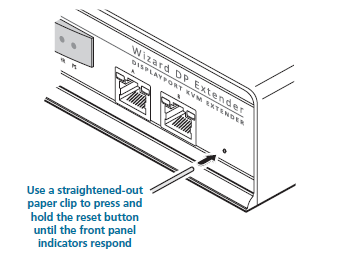 Wizard DP Extender
DISPLAYPORT KVM EXTENDER
A
B
Use a straightened-out
paper clip to press and
hold the reset button
until the front panel
indicators respond